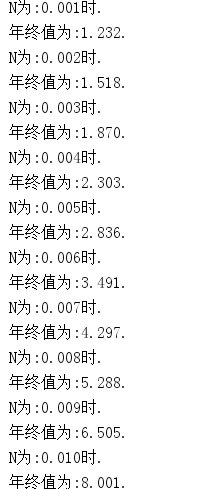 N为:0.001时.
年终值为:1.232.
N为:0.002时.
年终值为:1.518.
N为:0.003时.
年终值为:1.870.
N为:0.004时.
年终值为:2.303.
N为:0.005时.
年终值为:2.836.
N为:0.006时.
年终值为:3.491.
N为:0.007时.
年终值为:4.297.
N为:0.008时.
年终值为:5.288.
N为:0.009时.
年终值为:6.505.
N为:0.010时.
年终值为:8.001.